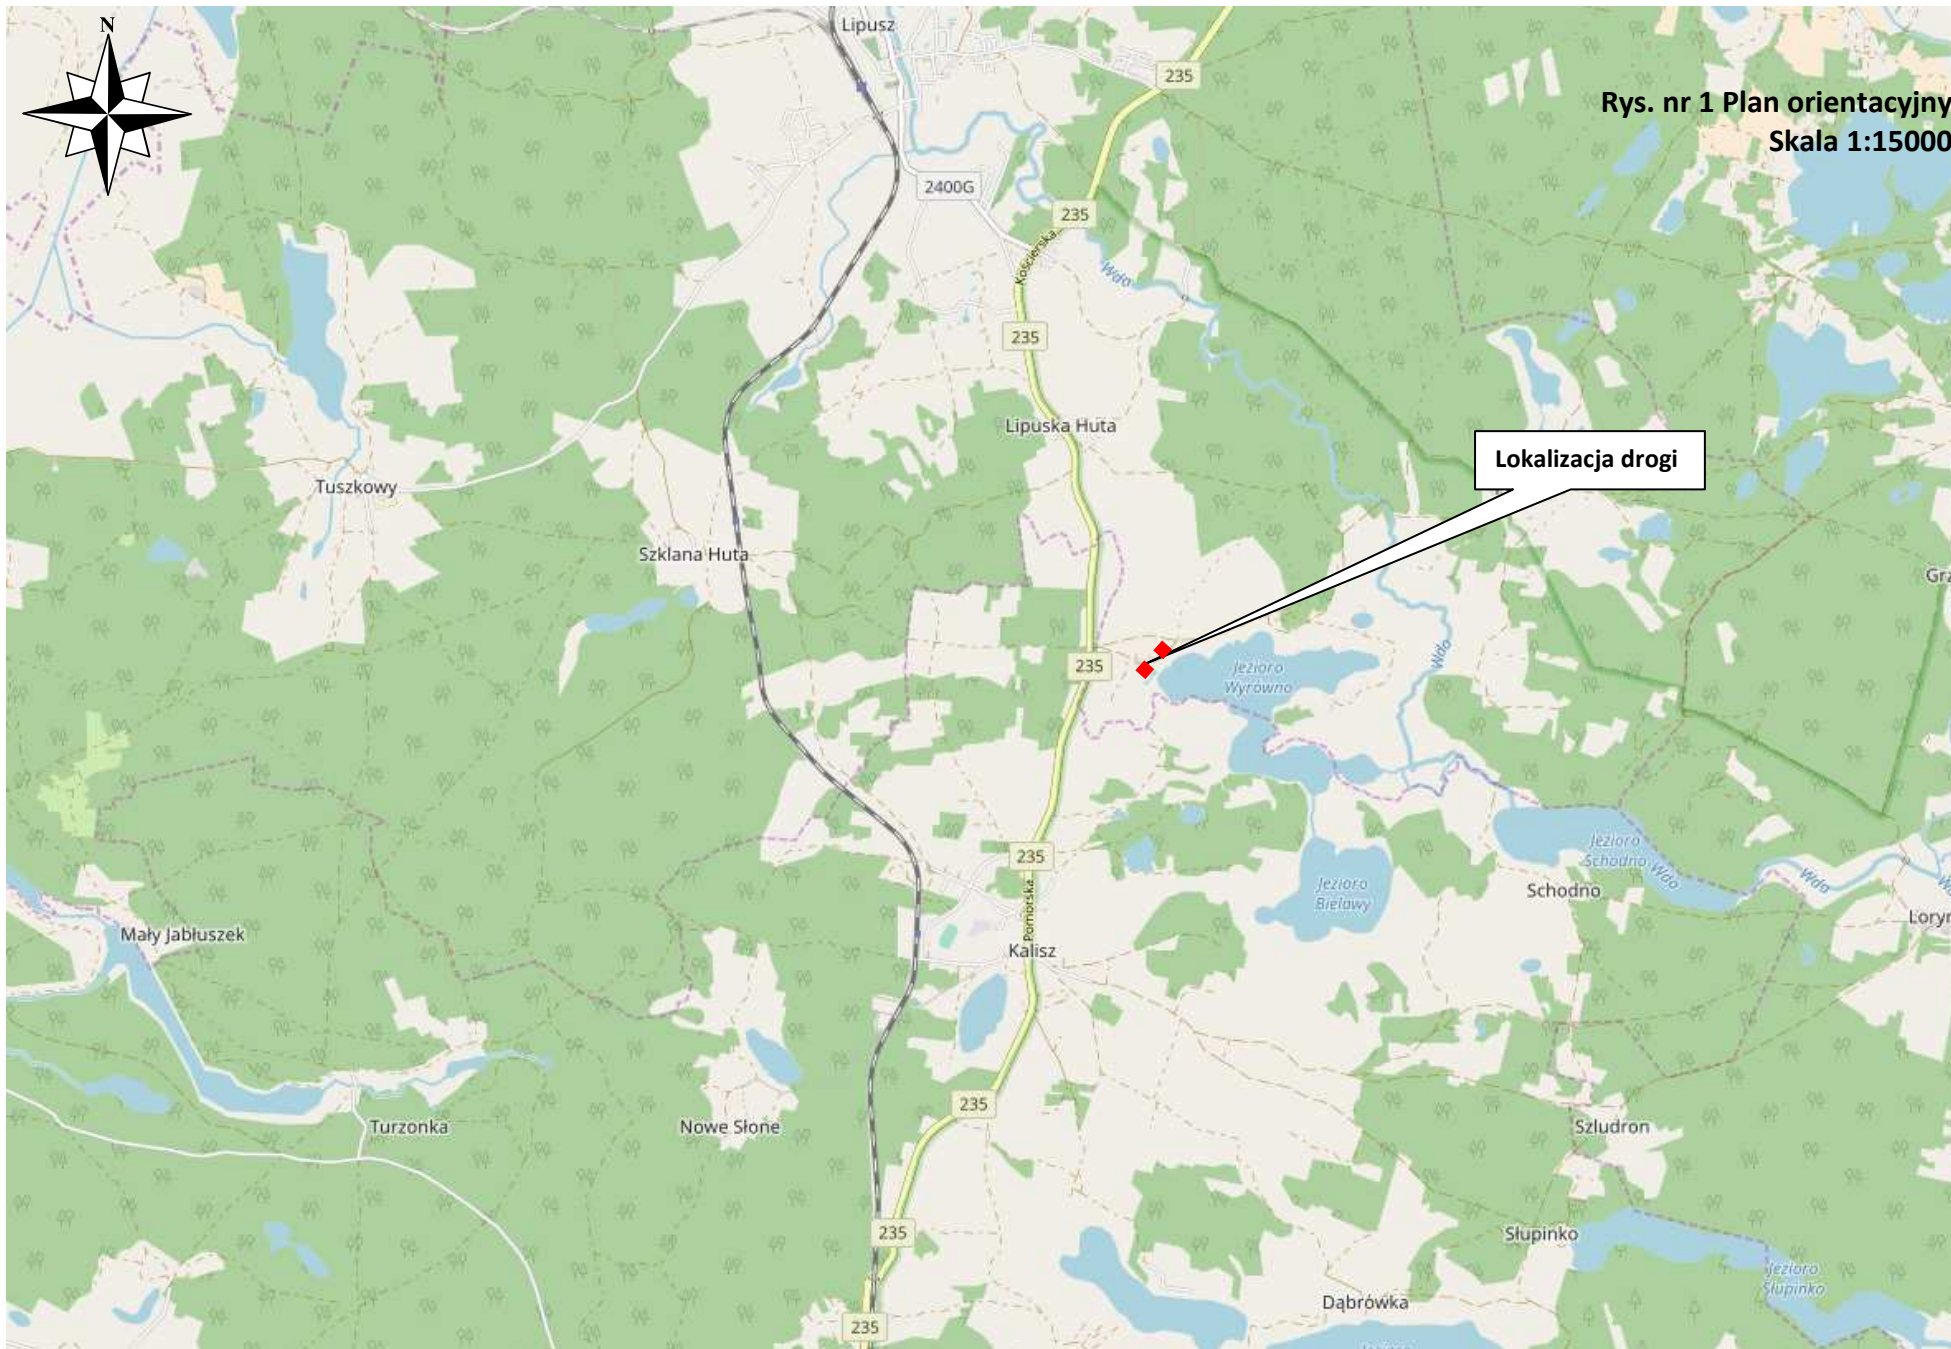 N
Lipusz
235
Rys. nr 1 Plan orientacyjny
Skala 1:15000
2400G
235
Kościerska
Wda
235
Lipuska Huta
Lokalizacja drogi
Tuszkowy
Szklana Huta
Grz
235
Jezioro
Wyrówno
Wda
235
Jezioro
Schodno
Wda
Wda
Jezioro
Bielawy
Schodno
Pomorska
Loryn
Mały Jabłuszek
Kalisz
235
Turzonka
Nowe Słone
Szludron
235
Słupinko
Jezioro
Słupinko
Dąbrówka
235